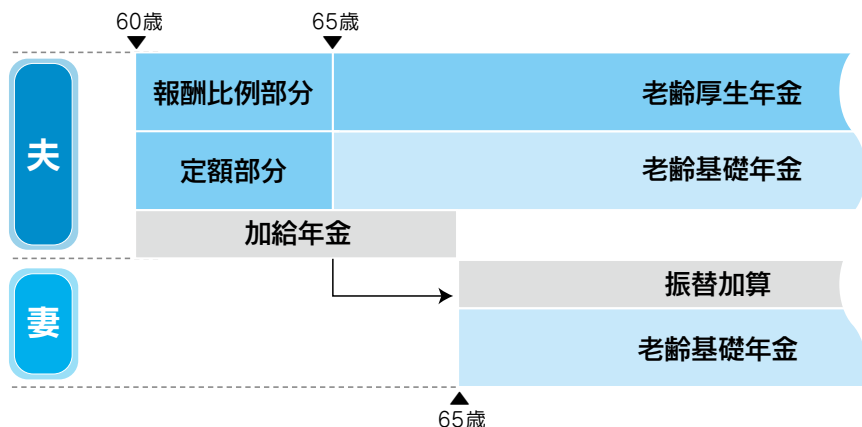 60歳 65歳
夫
報酬比例部分 老齢厚生年金
定額部分 老齢基礎年金
加給年金
妻
振替加算
老齢基礎年金
65歳